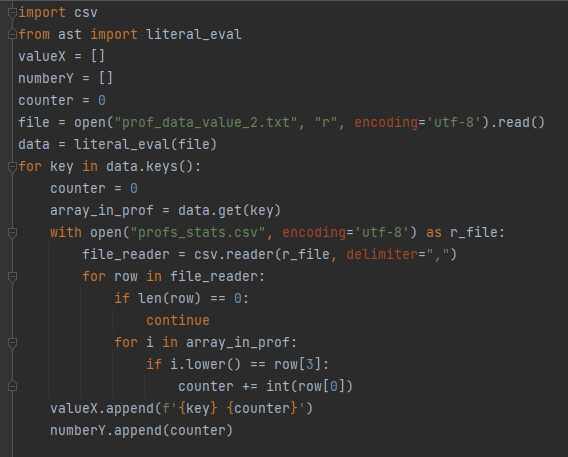 import csv
from ast import literal_eval
valueX = []
numberY = []
counter = 0
file = open("prof_data_value_2.txt", "r", encoding='utf-8').read()
data = literal_eval(file)
for key in data.keys():
    counter = 0
    array_in_prof = data.get(key)
    with open("profs_stats.csv", encoding='utf-8') as r_file:
        file_reader = csv.reader(r_file, delimiter=",")
        for row in file_reader:
            if len(row) == 0:
                continue
            for i in array_in_prof:
                if i.lower() == row[3]:
                    counter += int(row[0])
    valueX.append(f'{key} {counter}')
    numberY.append(counter)